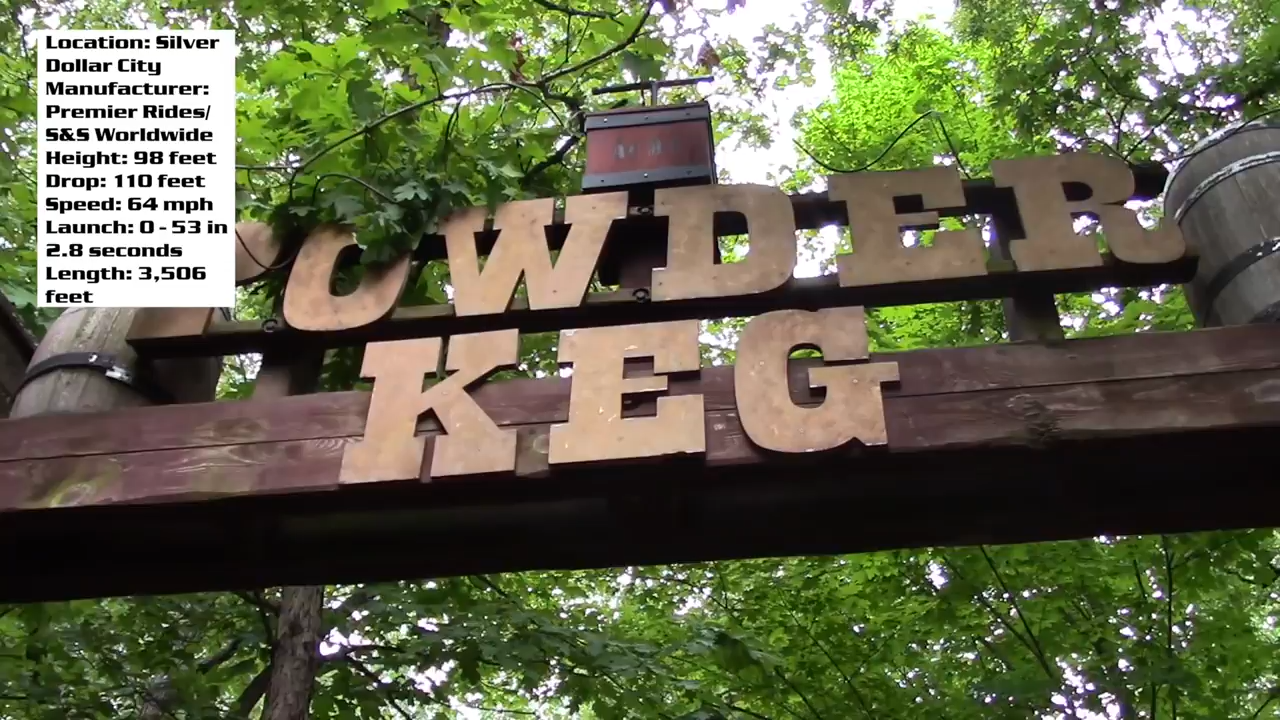 Location: Silver
Dollar City
Manufacturer:
Premier Rides/
S&S Worldwide
Height: 98 feet
Drop: 110 feet
Speed: 64 mph
Launch: 0 - 53 in
2.8 seconds
Length: 3,506
feet
POWDER
KEG